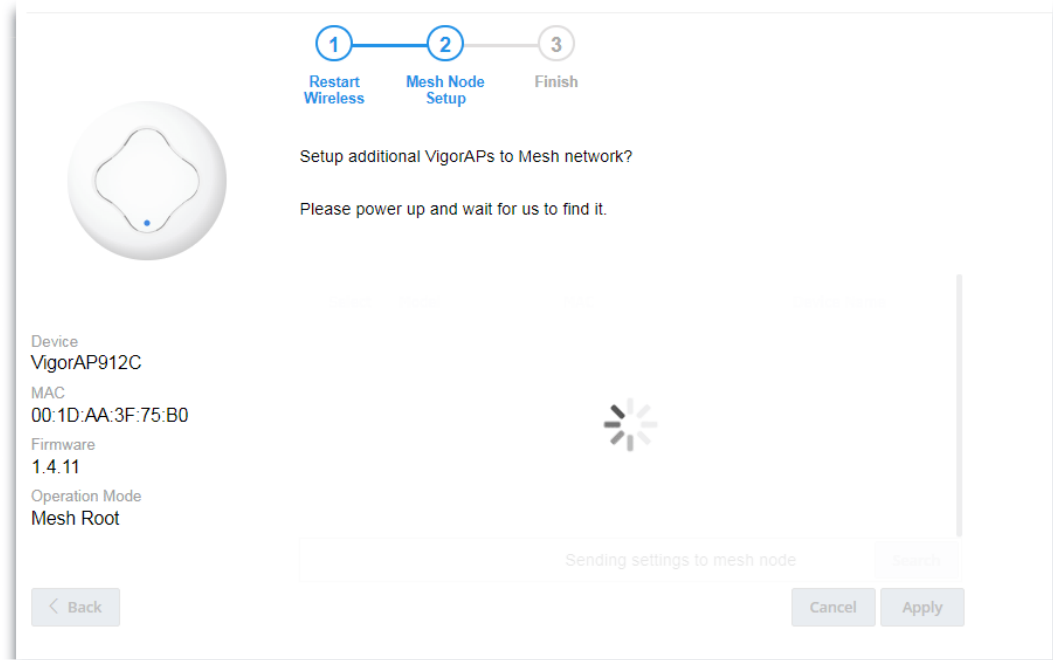 1
2
3
Restart
Wireless
Mesh Node
Setup
Finish
Setup additional VigorAPs to Mesh network?
Please power up and wait for us to find it.
Device
VigorAP912C
MAC
00:1D:AA:3F:75:B0
Firmware
1.4.11
Operation Mode
Mesh Root
Sending settings to mesh node
Search
Back
Cancel
Apply